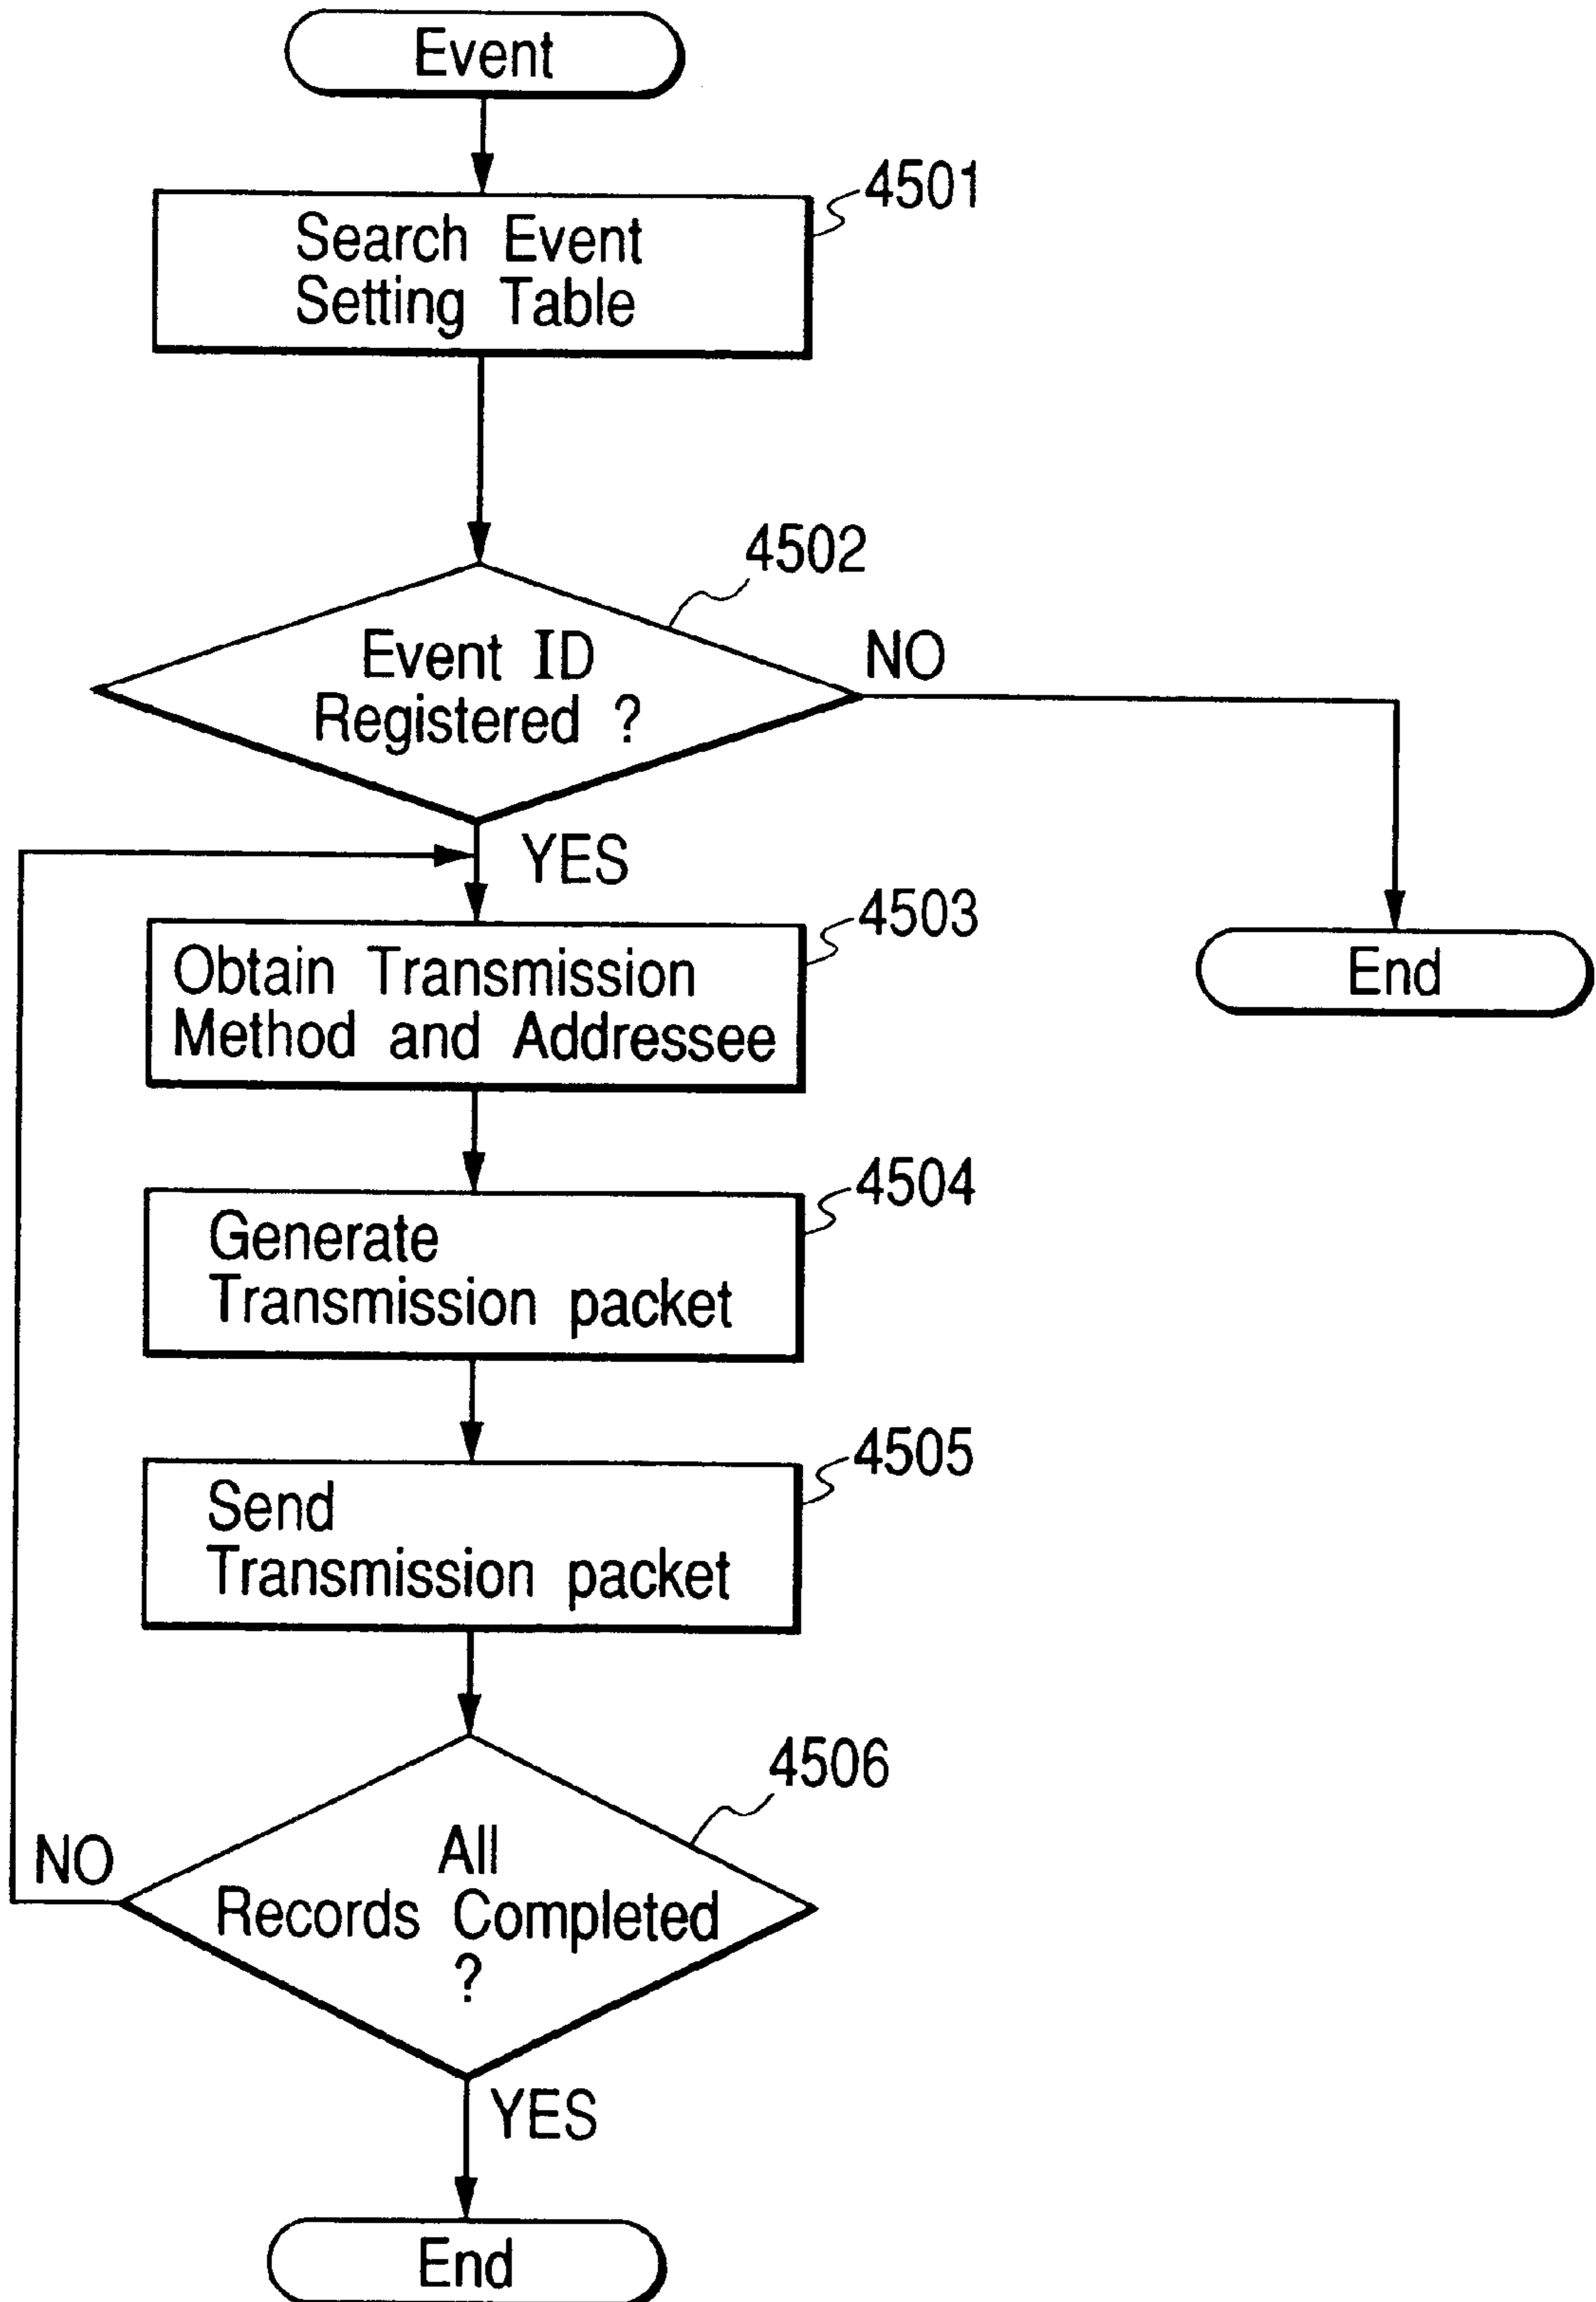 Event
4501
Search Event
Setting Table
4502
Event ID
Registered ?
NO
YES
4503
Obtain Transmission
Method and Addressee
End
4504
Generate
Transmission packet
4505
Send
Transmission packet
4506
All
Records Completed
?
NO
YES
End